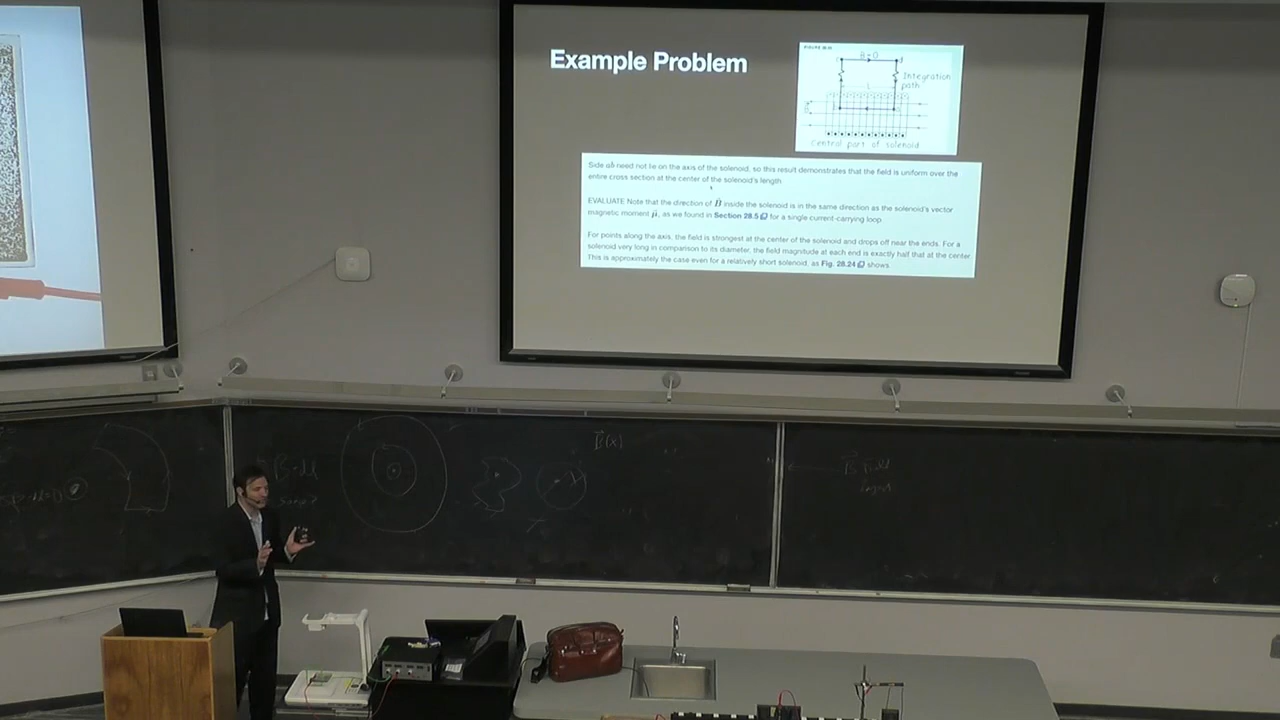 Example Problem
B = 0
Integration
path
L
Central part of solenoid
Side ab need not lie on the axis of the solenoid, so this result demonstrates that the field is uniform over the
entire cross section at the center of the solenoid's length
EVALUATE Note that the direction of B⃗ inside the solenoid is in the same direction as the solenoid's vector
magnetic moment μ⃗, as we found in Section 28.5 for a single current-carrying loop
For points along the axis, the field is strongest at the center of the solenoid and drops off near the ends. For a
solenoid very long in comparison to its diameter, the field magnitude at each end is exactly half that at the center
This is approximately the case even for a relatively short solenoid, as Fig. 28.24 shows
B⃗(x)
B⃗ Field